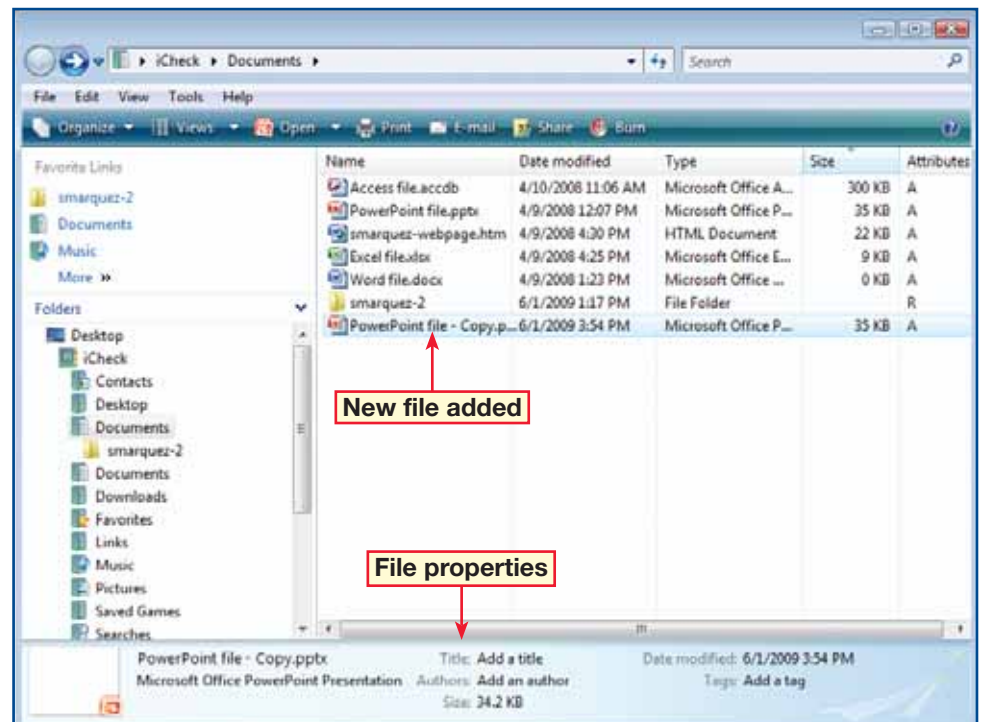 iCheck ▸ Documents ▸
Search
File Edit View Tools Help
Organize Views Open Print E-mail Share Burn
Favorite Links
smarquez-2
Documents
Music
More »
Folders
Desktop
iCheck
Contacts
Desktop
Documents
smarquez-2
Documents
Downloads
Favorites
Links
Music
Pictures
Saved Games
Searches
Name Date modified Type Size Attributes
Access file.accdb 4/10/2008 11:06 AM Microsoft Office A... 300 KB A
PowerPoint file.pptx 4/9/2008 12:07 PM Microsoft Office P... 35 KB A
smarquez-webpage.htm 4/9/2008 4:30 PM HTML Document 22 KB A
Excel file.xlsx 4/9/2008 4:25 PM Microsoft Office E... 9 KB A
Word file.docx 4/9/2008 1:23 PM Microsoft Office ... 0 KB A
smarquez-2 6/1/2009 1:17 PM File Folder R
PowerPoint file - Copy.p... 6/1/2009 3:54 PM Microsoft Office P... 35 KB A
New file added
File properties
PowerPoint file - Copy.pptx Title: Add a title Date modified: 6/1/2009 3:54 PM
Microsoft Office PowerPoint Presentation Authors: Add an author Tags: Add a tag
Size: 34.2 KB